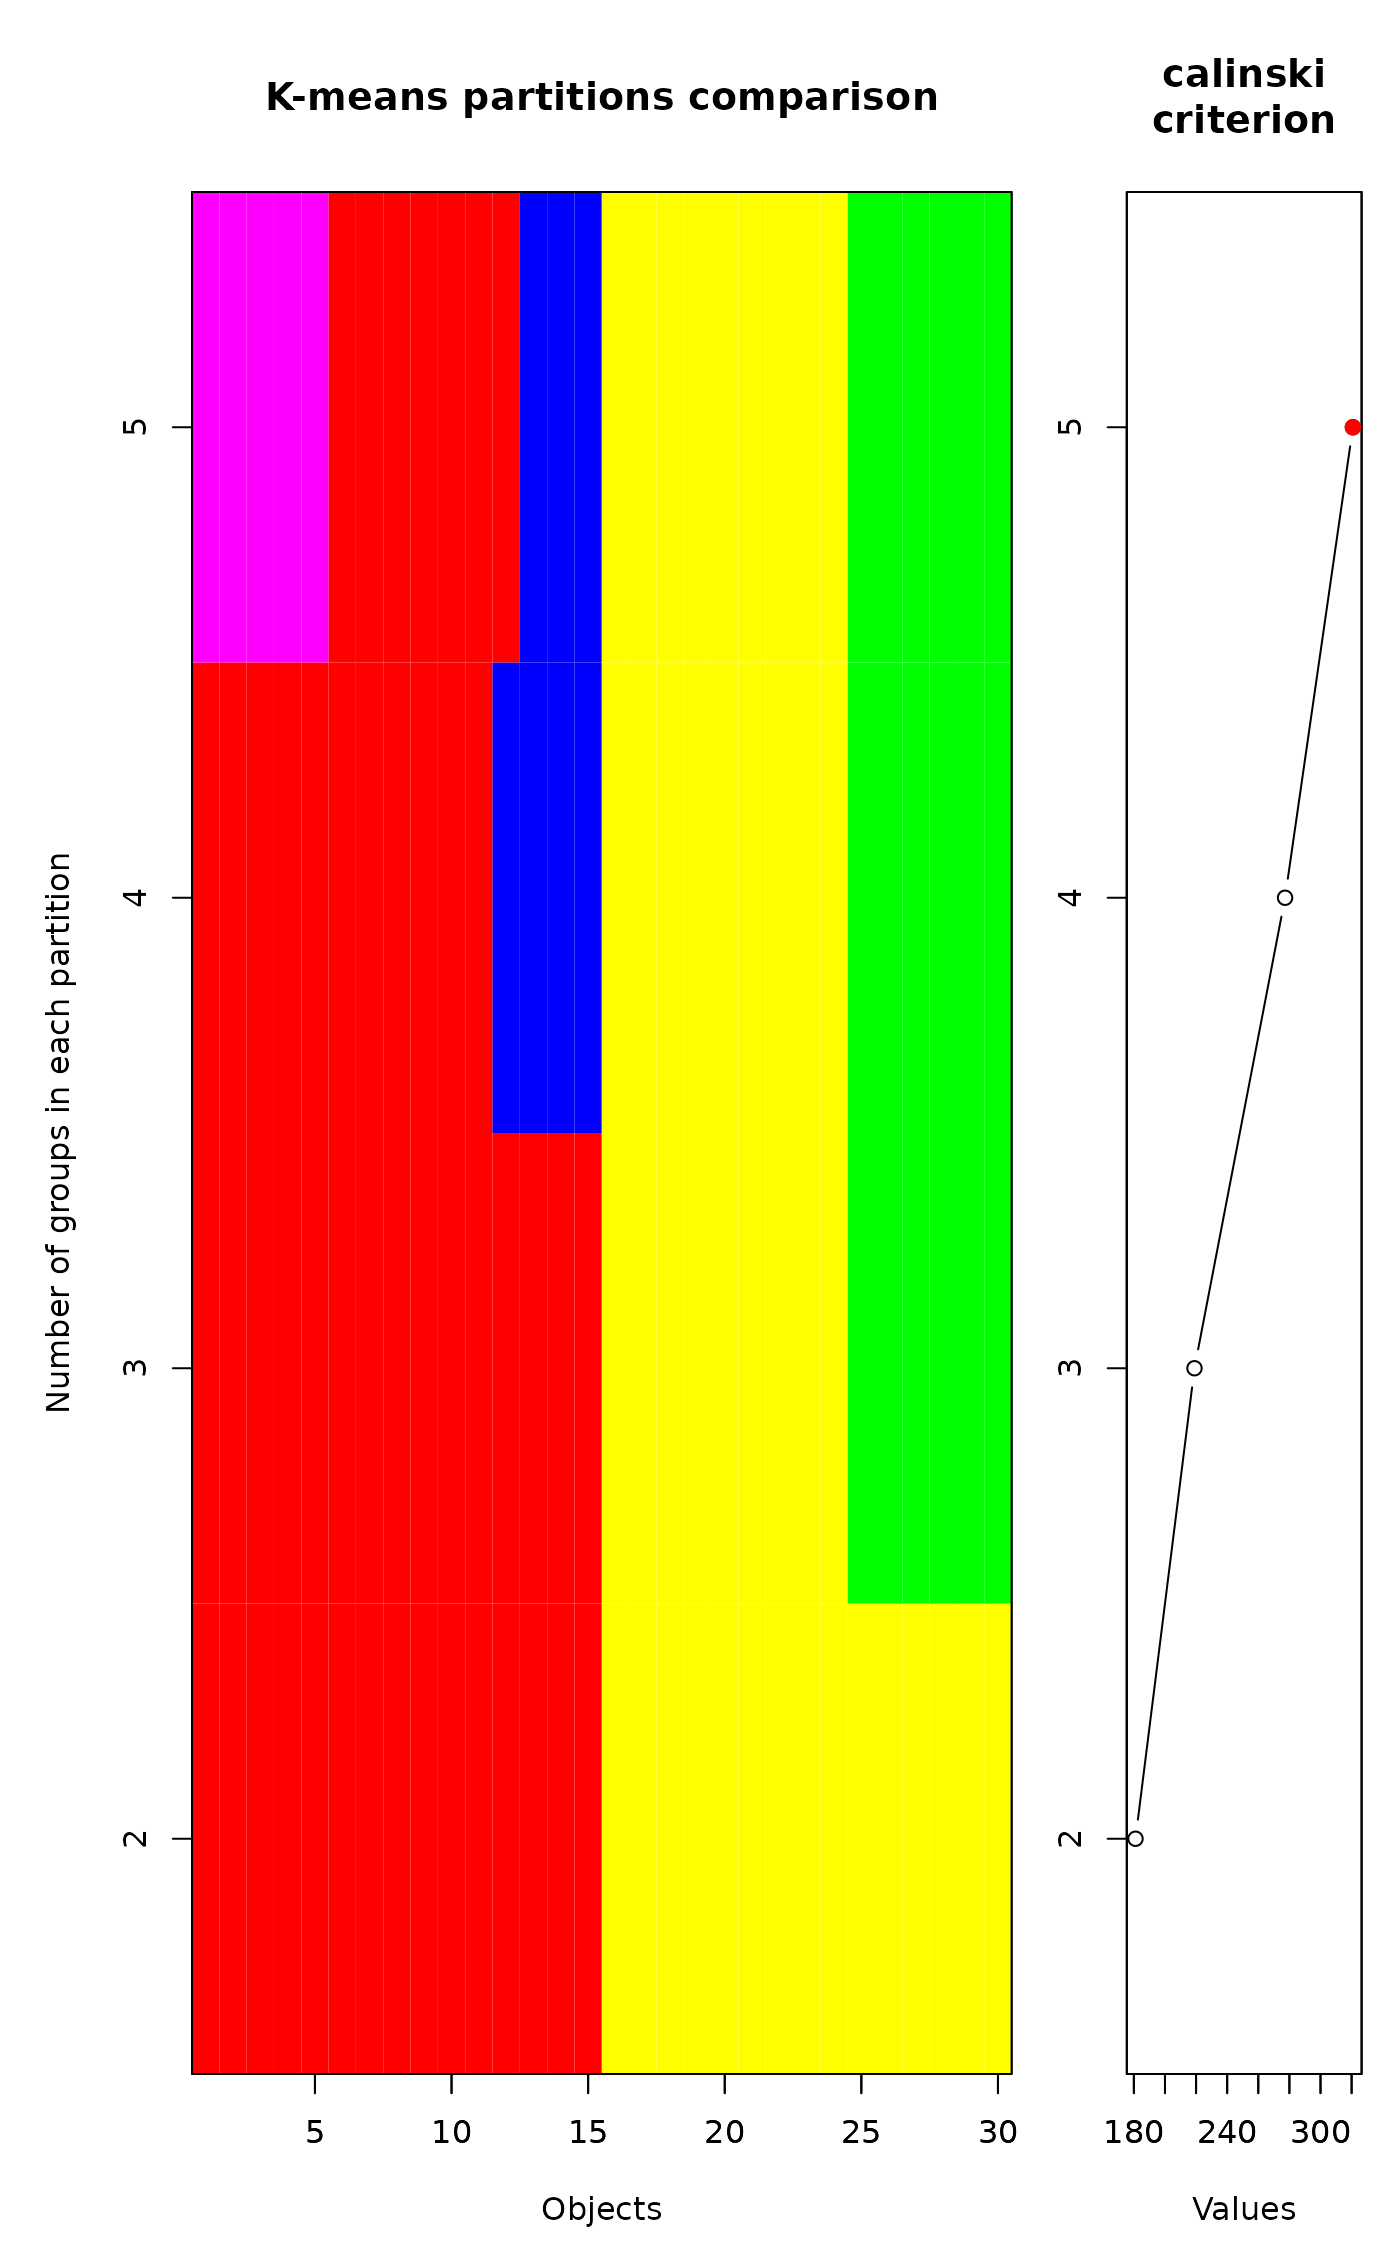 K-means partitions comparison
calinski
criterion
Number of groups in each partition
5
4
3
2
5
4
3
2
5 10 15 20 25 30
180 240 300
Objects
Values